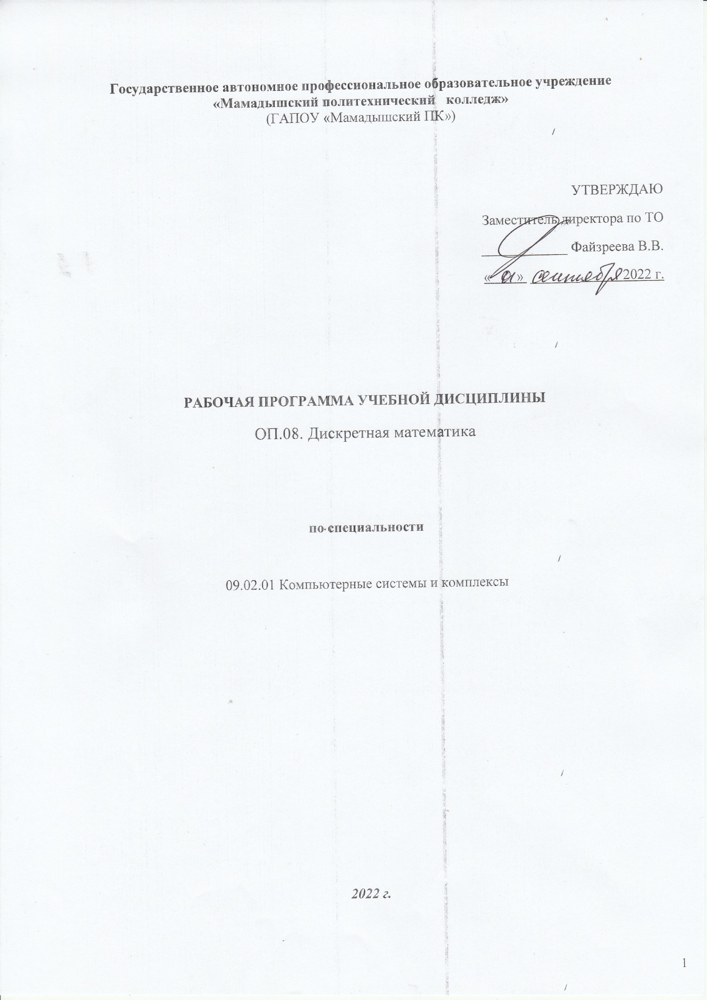 Государственное автономное профессиональное образовательное учреждение
«Мамадышский политехнический колледж»
(ГАПОУ «Мамадышский ПК»)
УТВЕРЖДАЮ
Заместитель директора по ТО
____________ Файзреева В.В.
«01» сентября 2022 г.
РАБОЧАЯ ПРОГРАММА УЧЕБНОЙ ДИСЦИПЛИНЫ
ОП.08. Дискретная математика
по специальности
09.02.01 Компьютерные системы и комплексы
2022 г.
1